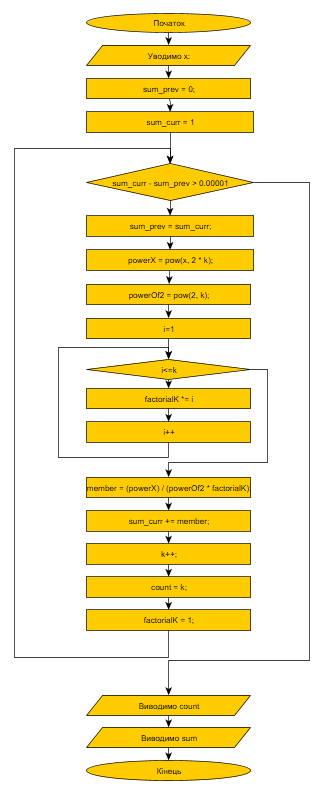 Початок
Уводимо x:
sum_prev = 0;
sum_curr = 1
sum_curr - sum_prev > 0.00001
sum_prev = sum_curr;
powerX = pow(x, 2 * k);
powerOf2 = pow(2, k);
i=1
i<=k
factorialK *= i
i++
member = (powerX) / (powerOf2 * factorialK)
sum_curr += member;
k++;
count = k;
factorialK = 1;
Виводимо count
Виводимо sum
Кінець